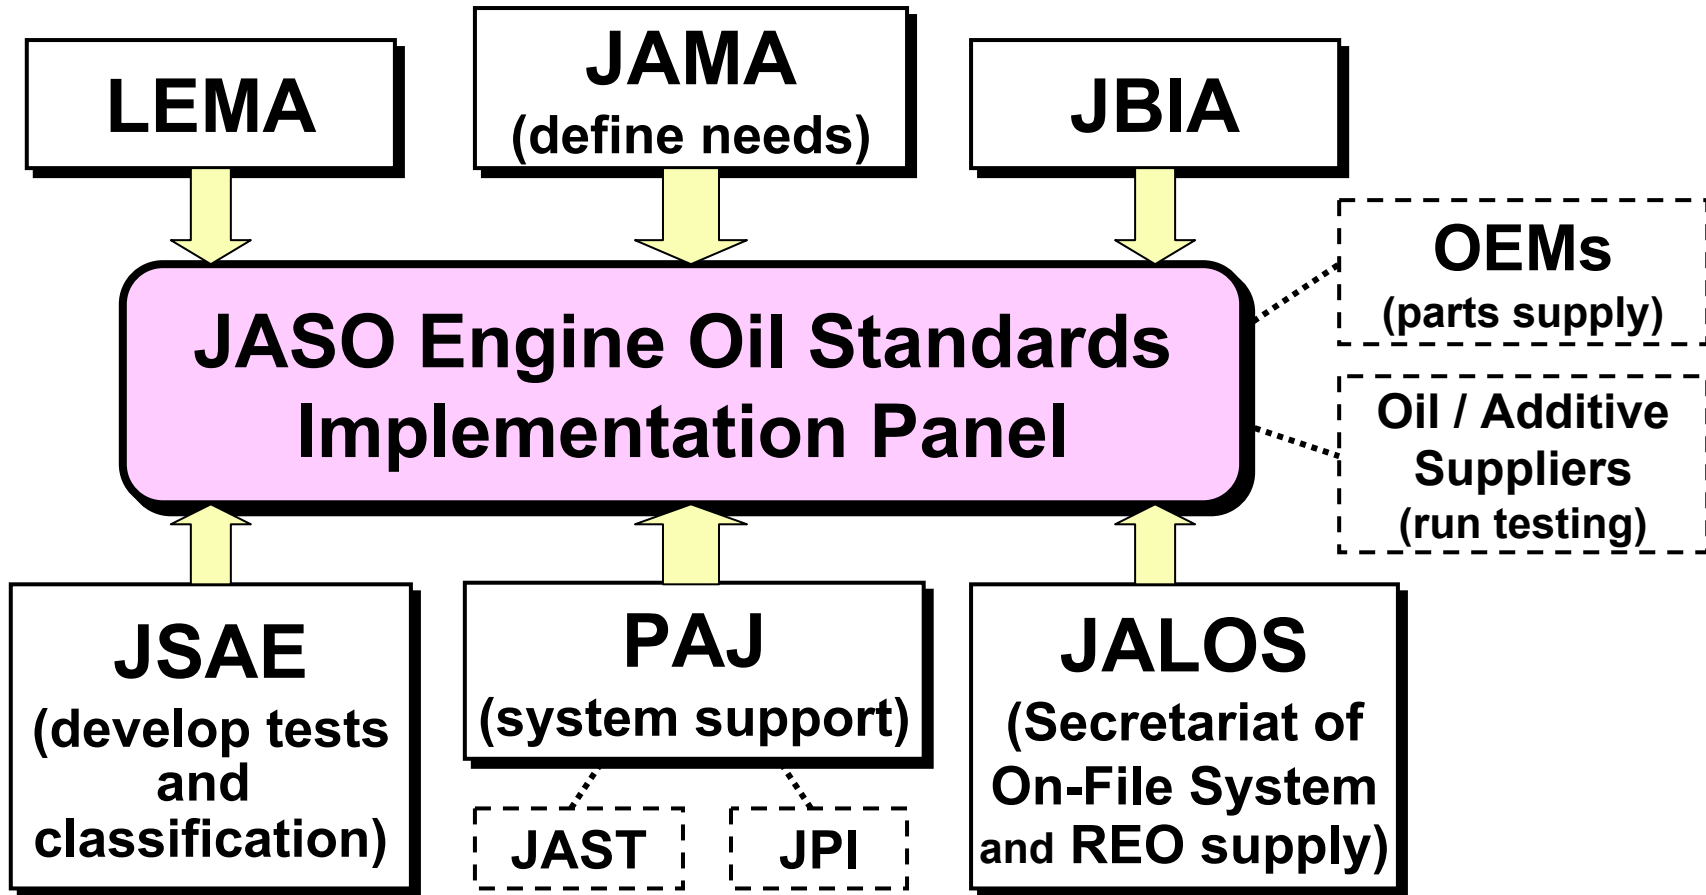 LEMA
JAMA
(define needs)
JBIA
OEMs
(parts supply)
JASO Engine Oil Standards
Implementation Panel
Oil / Additive
Suppliers
(run testing)
JSAE
(develop tests
and
classification)
PAJ
(system support)
JAST
JPI
JALOS
(Secretariat of
On-File System
and REO supply)